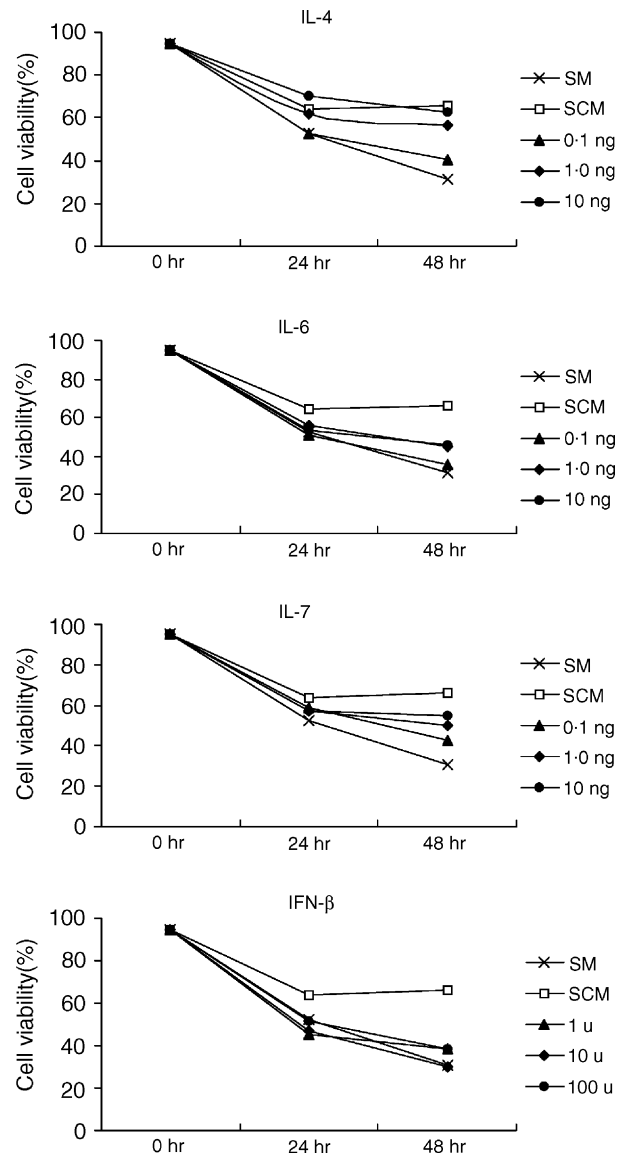 IL-4
Cell viability(%)
100
80
60
40
20
0
0 hr
24 hr
48 hr
SM
SCM
0·1 ng
1·0 ng
10 ng
IL-6
Cell viability(%)
100
80
60
40
20
0
0 hr
24 hr
48 hr
SM
SCM
0·1 ng
1·0 ng
10 ng
IL-7
Cell viability(%)
100
80
60
40
20
0
0 hr
24 hr
48 hr
SM
SCM
0·1 ng
1·0 ng
10 ng
IFN-β
Cell viability(%)
100
80
60
40
20
0
0 hr
24 hr
48 hr
SM
SCM
1 u
10 u
100 u